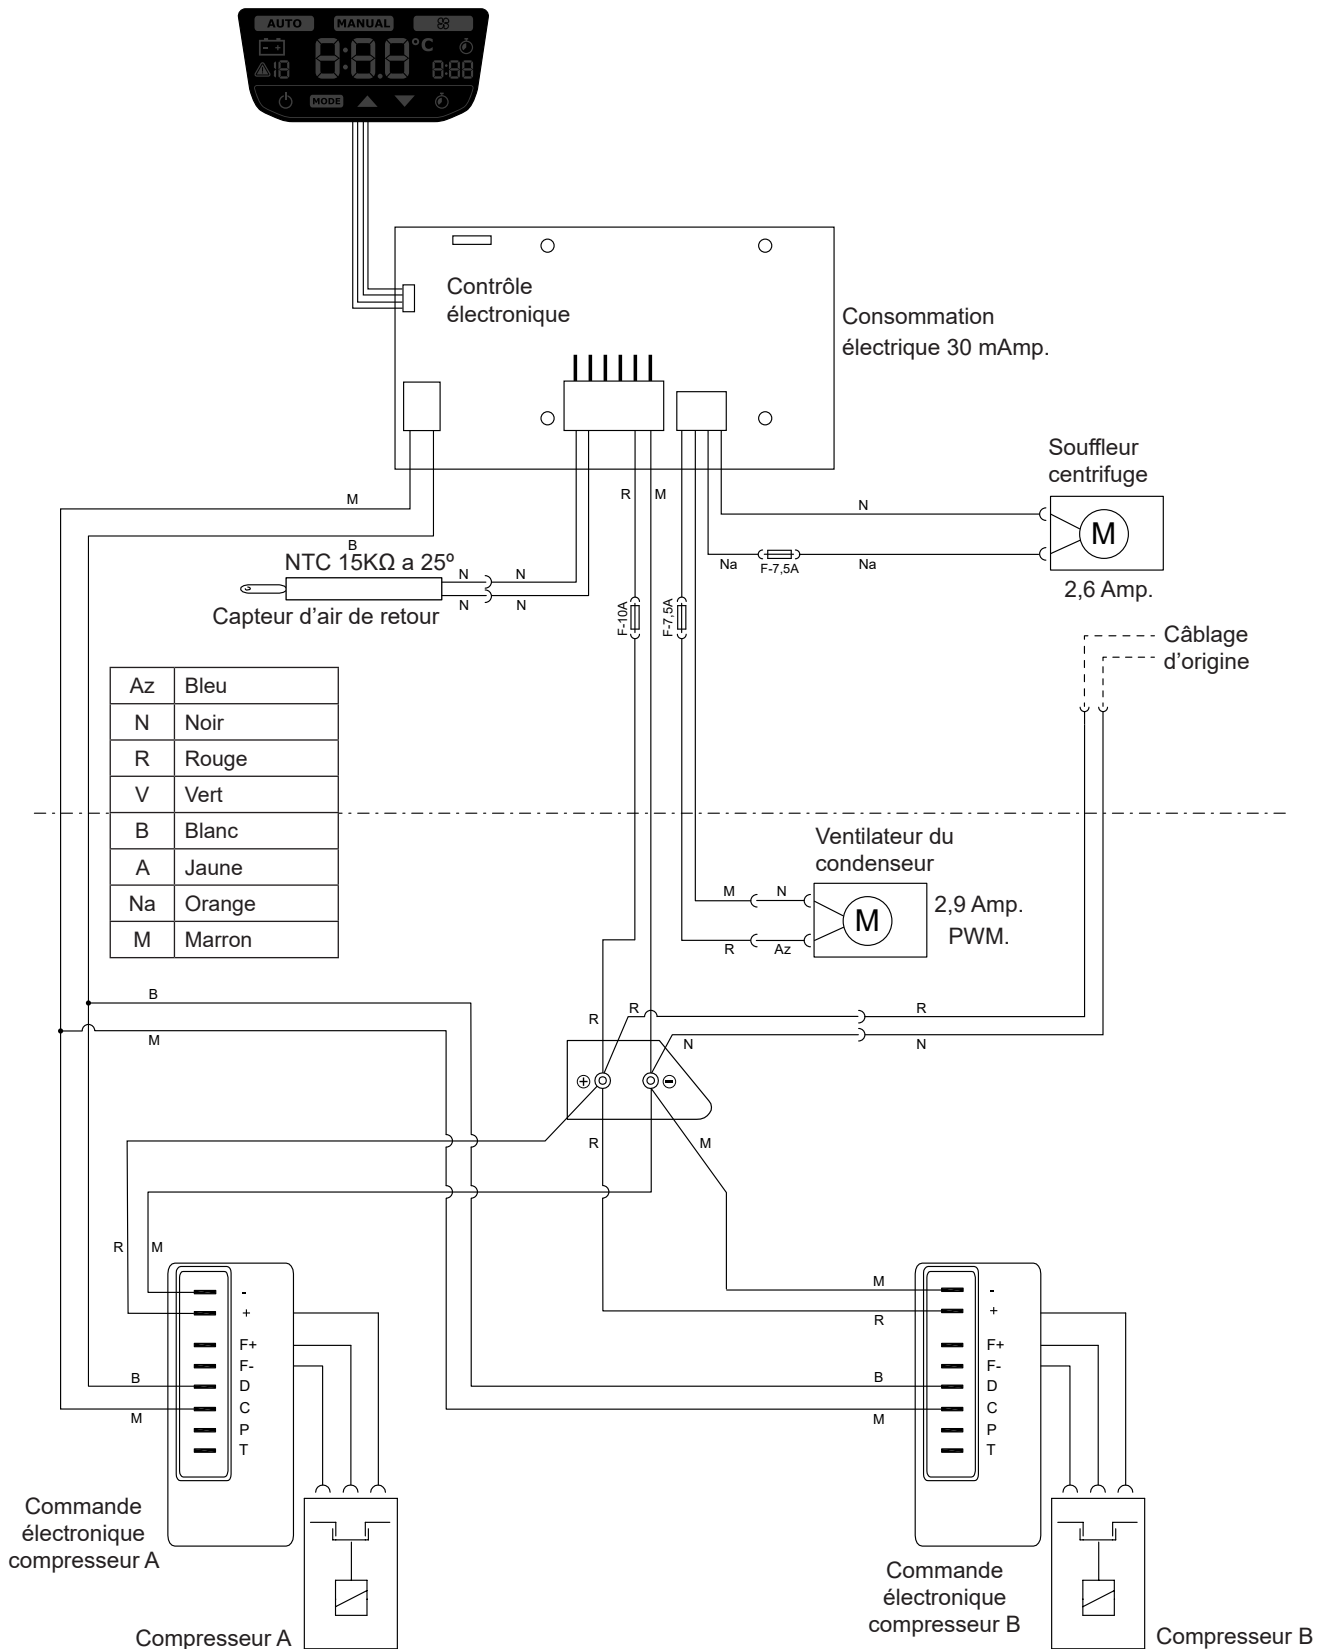 AUTO MANUAL
8:8.8 °C
18 8:88
MODE
Contrôle
électronique
Consommation
électrique 30 mAmp.
Souffleur
centrifuge
M
R M
N
M
B
Na F-7,5A Na
2,6 Amp.
NTC 15KΩ a 25º
N N
N N
Capteur d'air de retour
F-10A
F-7,5A
Câblage
d'origine
Az Bleu
N Noir
R Rouge
V Vert
B Blanc
A Jaune
Na Orange
M Marron
Ventilateur du
condenseur
M N
M
2,9 Amp.
PWM.
R Az
B
M
R
R
R
N
N
+ -
R
M
R M
-
+
F+
F-
D
C
P
T
B
M
M
R
B
M
-
+
F+
F-
D
C
P
T
Commande
électronique
compresseur A
Compresseur A
Commande
électronique
compresseur B
Compresseur B